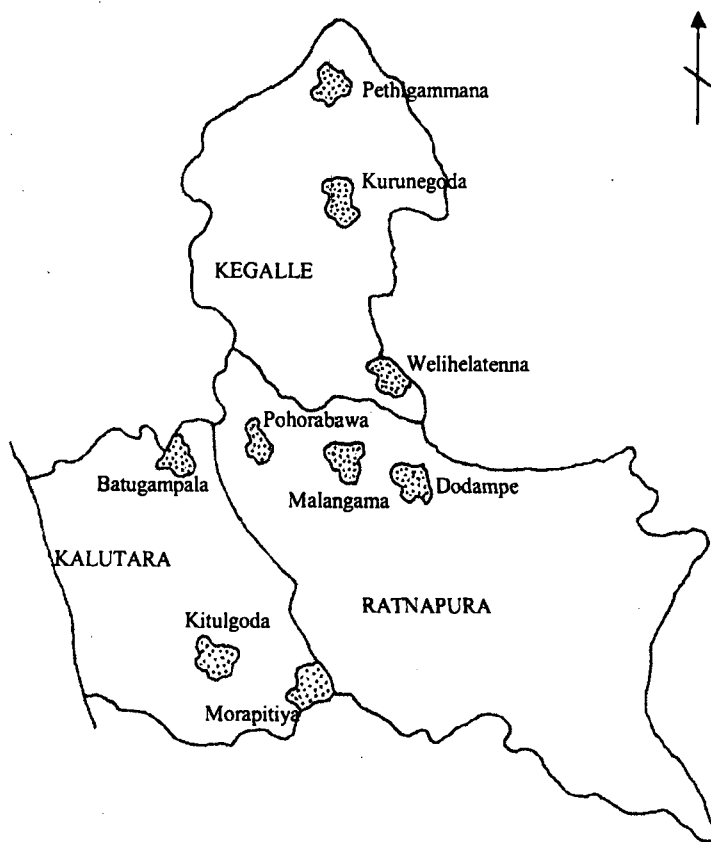 Pethigammana
Kurunegoda
KEGALLE
Welihelatenna
Pohorabawa
Batugampala
Malangama
Dodampe
KALUTARA
RATNAPURA
Kitulgoda
Morapitiya